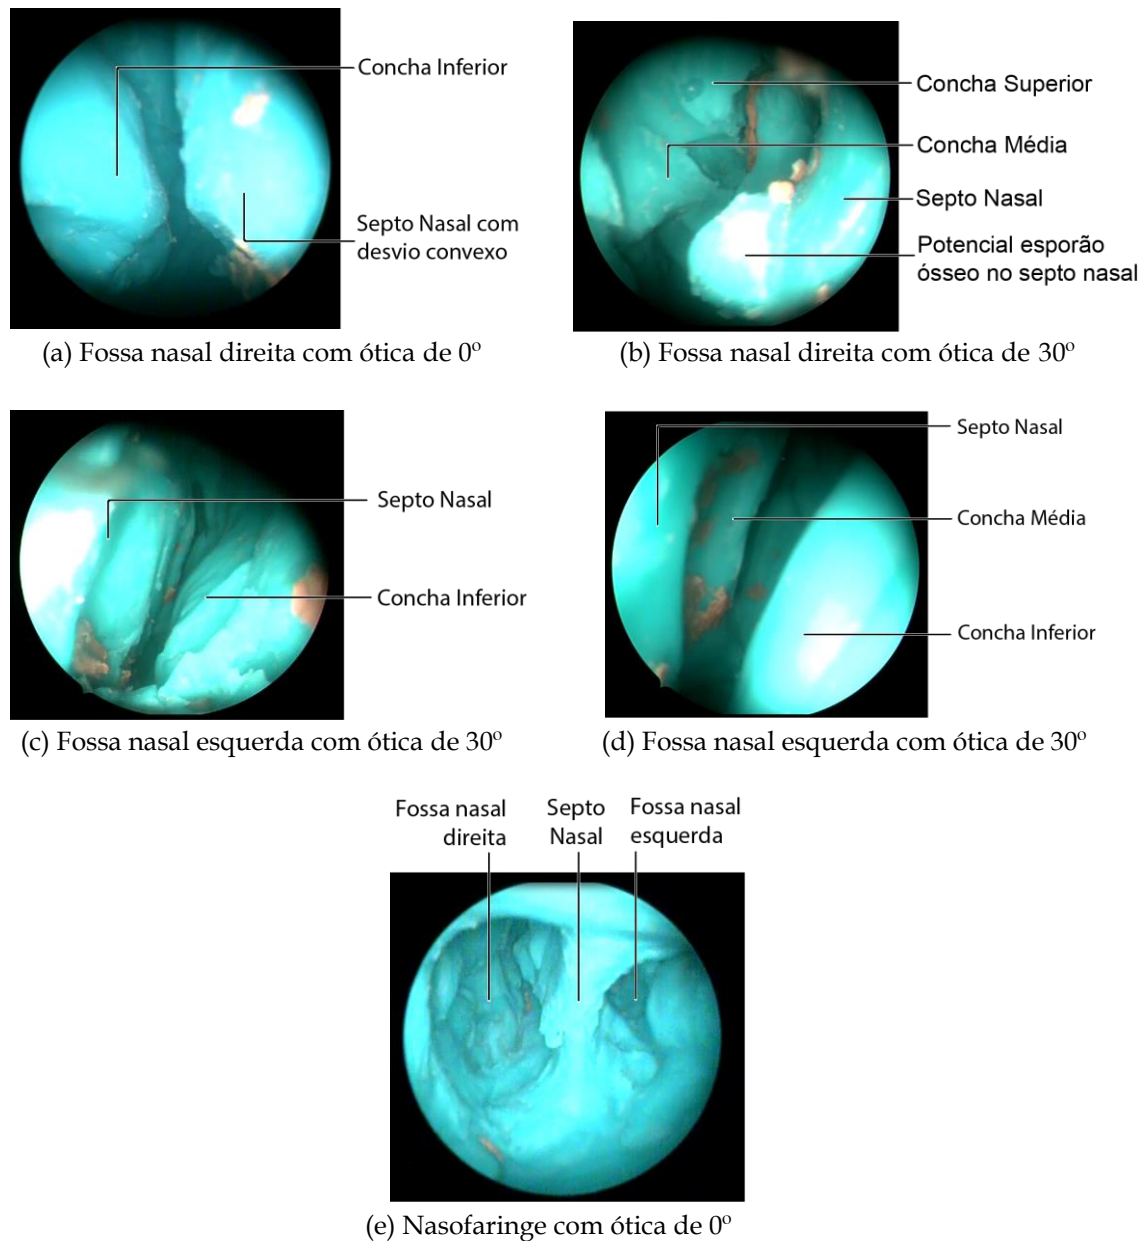 Concha Inferior
Septo Nasal com
desvio convexo
(a) Fossa nasal direita com ótica de 0º
Concha Superior
Concha Média
Septo Nasal
Potencial esporão
ósseo no septo nasal
(b) Fossa nasal direita com ótica de 30º
Septo Nasal
Concha Inferior
(c) Fossa nasal esquerda com ótica de 30º
Septo Nasal
Concha Média
Concha Inferior
(d) Fossa nasal esquerda com ótica de 30º
Fossa nasal
direita
Septo
Nasal
Fossa nasal
esquerda
(e) Nasofaringe com ótica de 0º